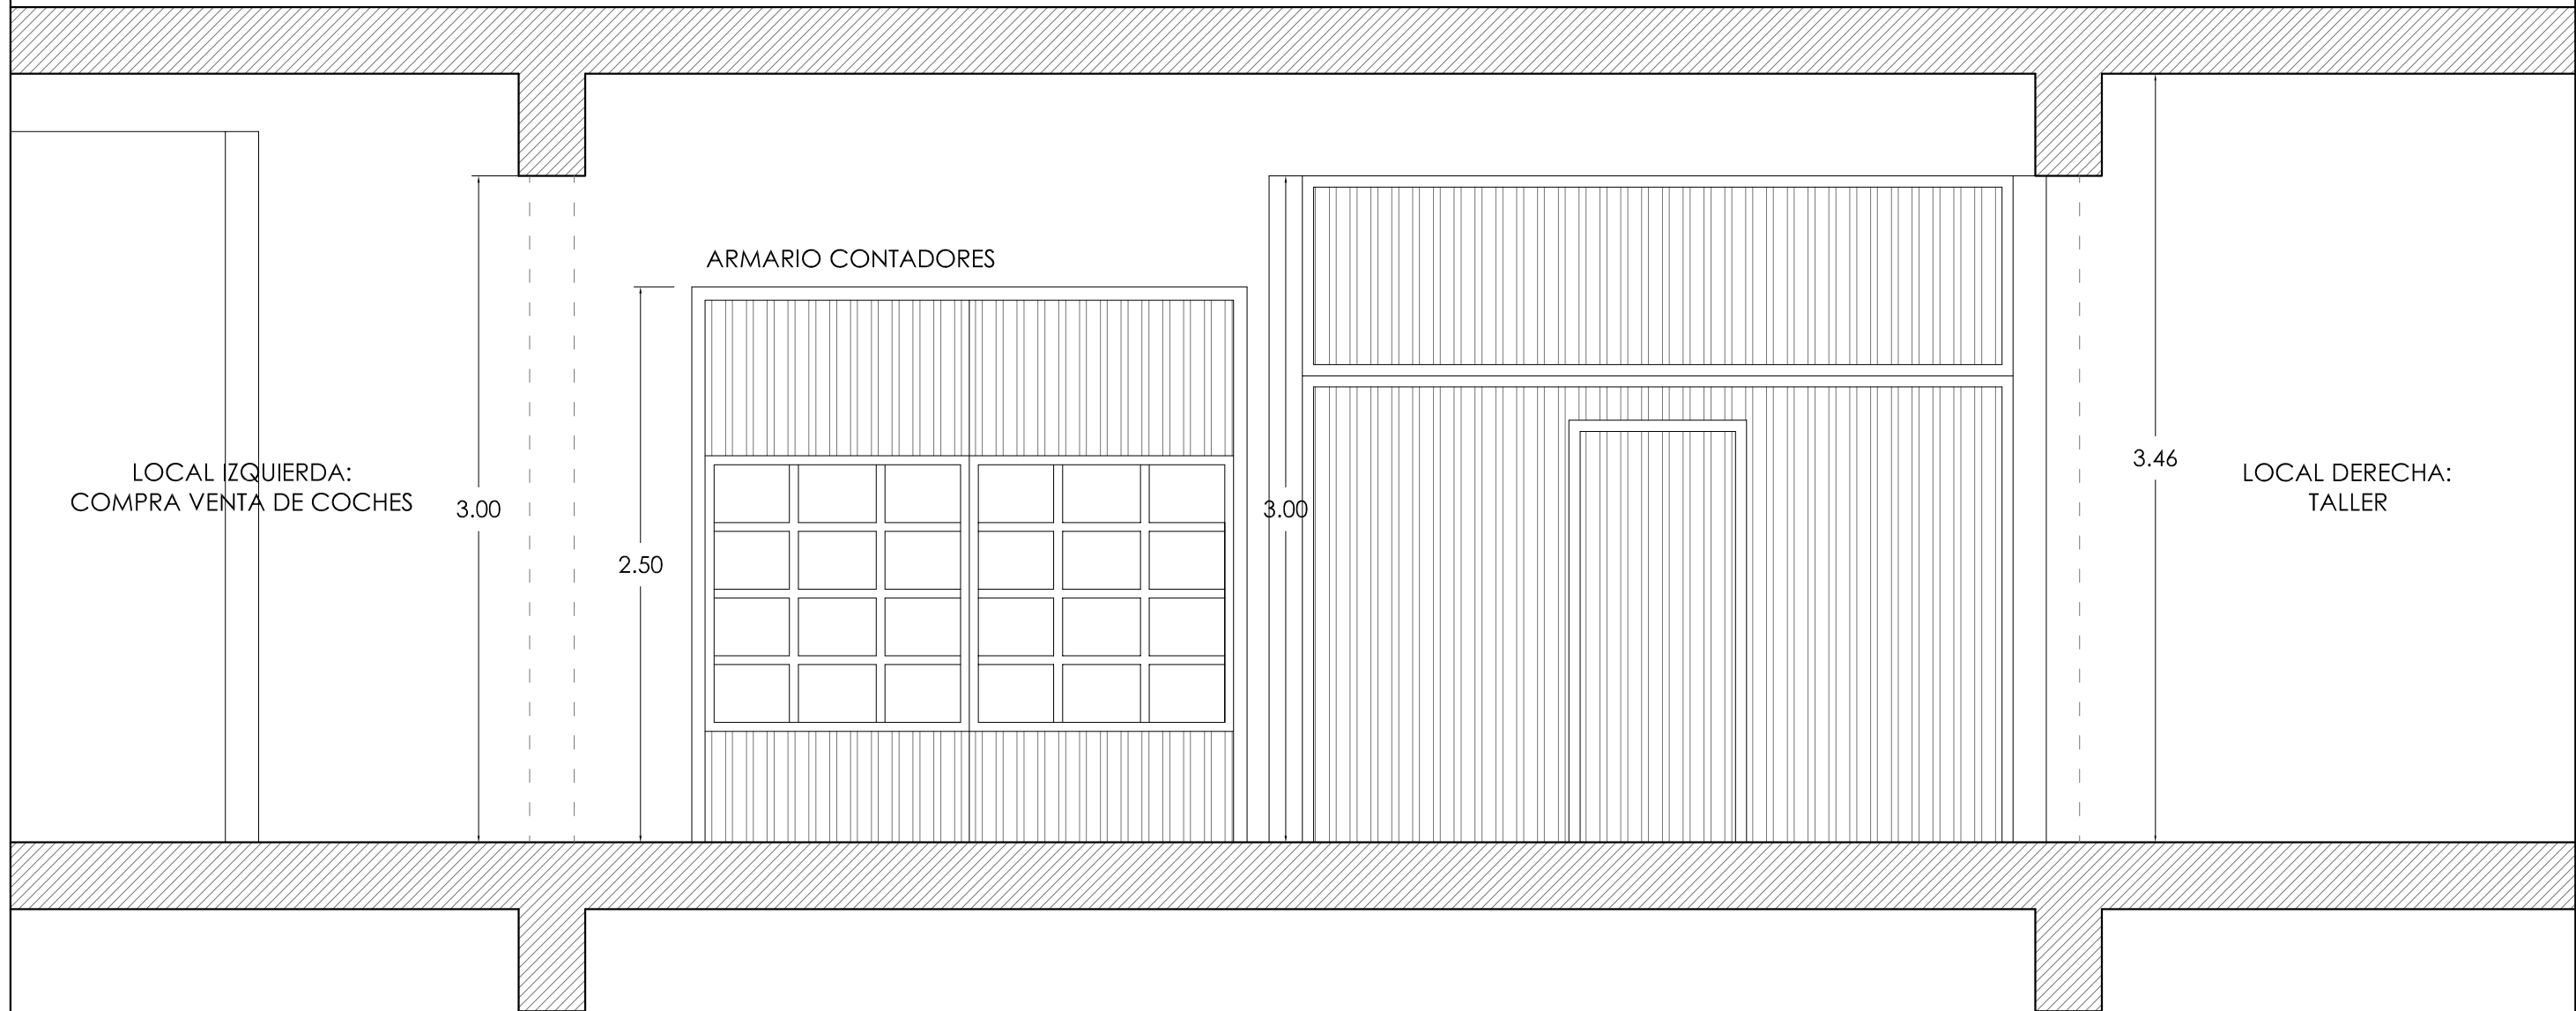 ARMARIO CONTADORES
LOCAL IZQUIERDA:
COMPRA VENTA DE COCHES
3.00
2.50
3.00
3.46
LOCAL DERECHA:
TALLER